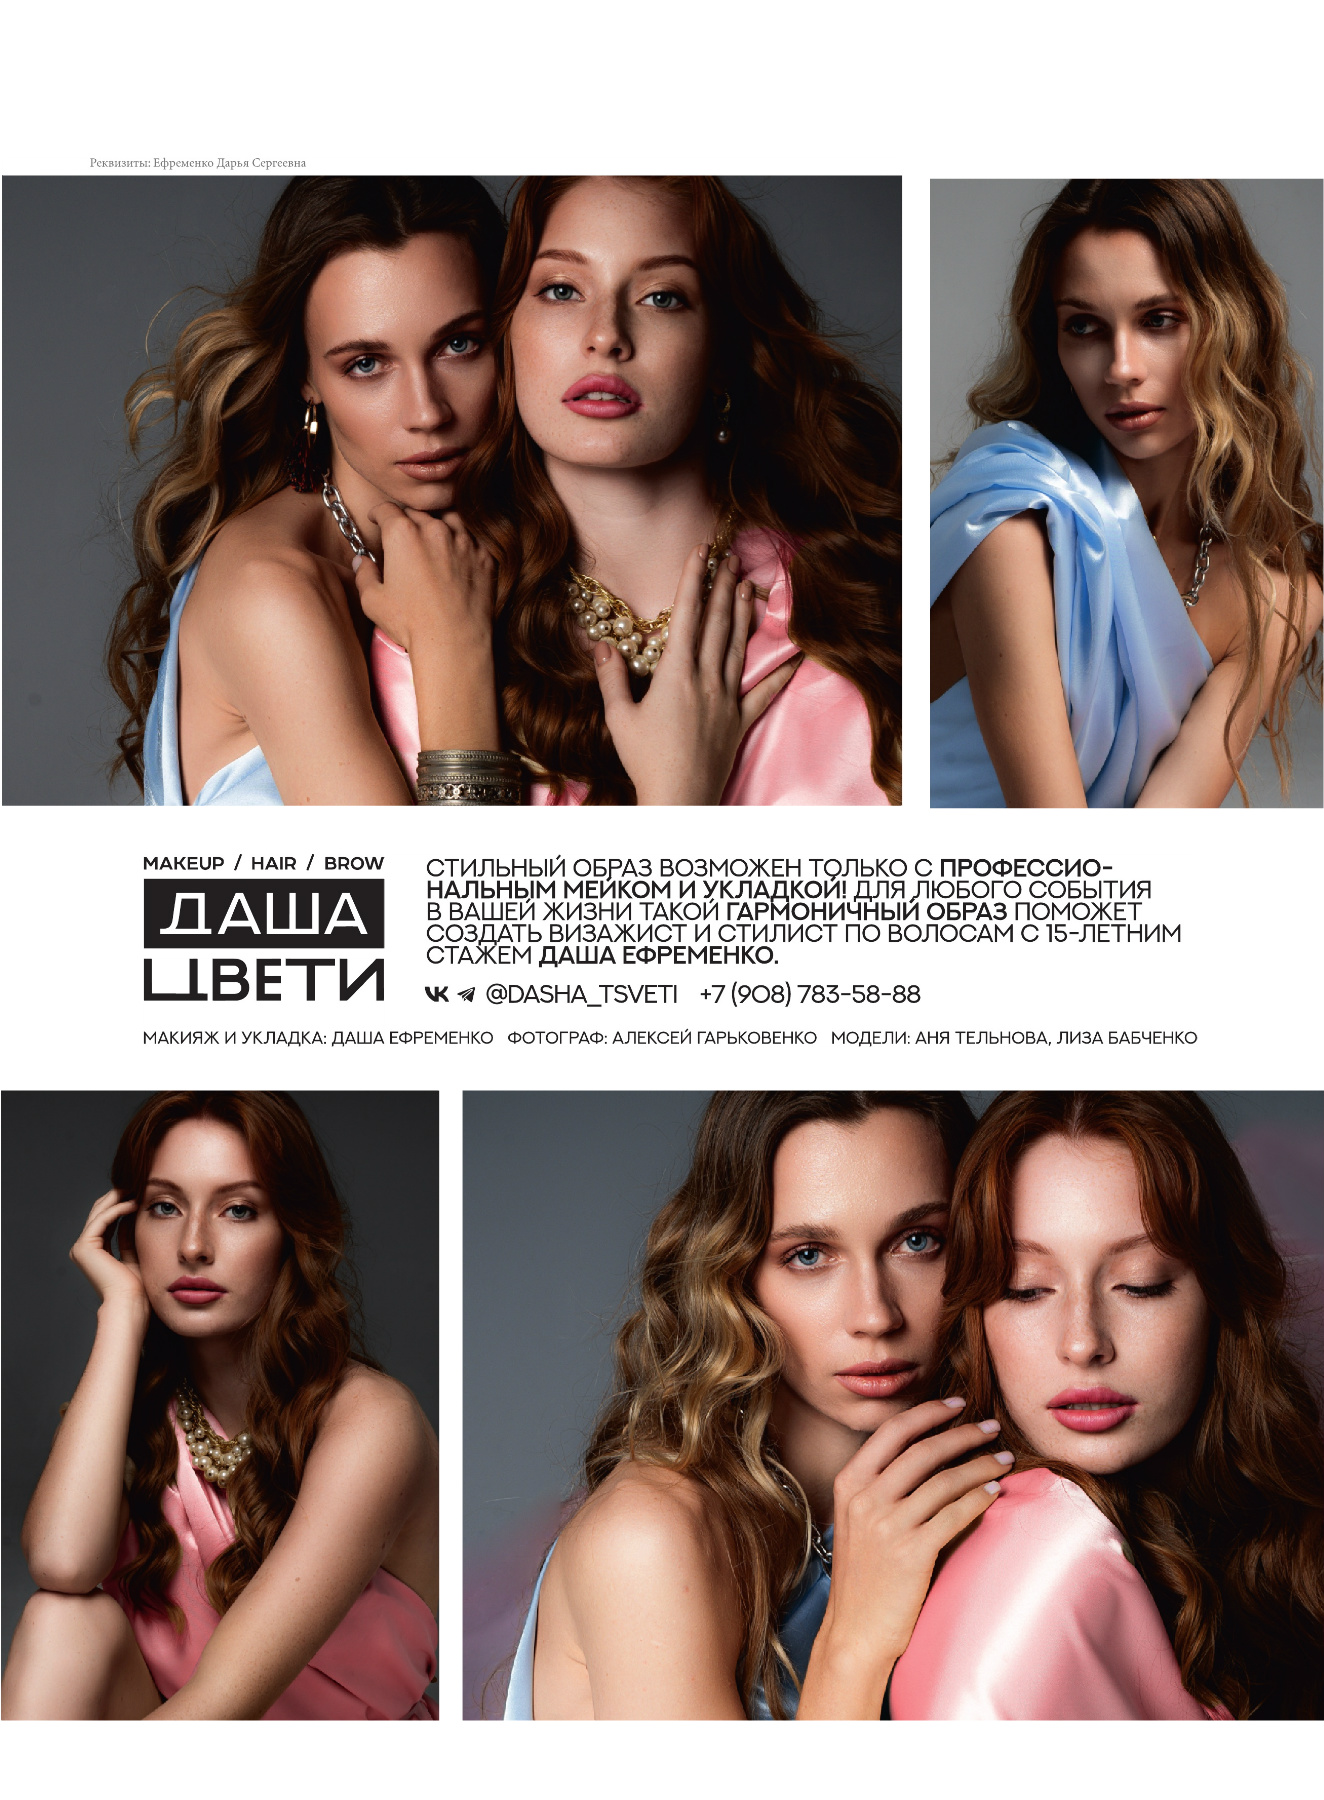 Реквизиты: Ефременко Дарья Сергеевна
MAKEUP / HAIR / BROW
ДАША
ЦВЕТИ
СТИЛЬНЫЙ ОБРАЗ ВОЗМОЖЕН ТОЛЬКО С ПРОФЕССИО-
НАЛЬНЫМ МЕЙКОМ И УКЛАДКОЙ! ДЛЯ ЛЮБОГО СОБЫТИЯ
В ВАШЕЙ ЖИЗНИ ТАКОЙ ГАРМОНИЧНЫЙ ОБРАЗ ПОМОЖЕТ
СОЗДАТЬ ВИЗАЖИСТ И СТИЛИСТ ПО ВОЛОСАМ С 15-ЛЕТНИМ
СТАЖЕМ ДАША ЕФРЕМЕНКО.
@DASHA_TSVETI +7 (908) 783-58-88
МАКИЯЖ И УКЛАДКА: ДАША ЕФРЕМЕНКО ФОТОГРАФ: АЛЕКСЕЙ ГАРЬКОВЕНКО МОДЕЛИ: АНЯ ТЕЛЬНОВА, ЛИЗА БАБЧЕНКО